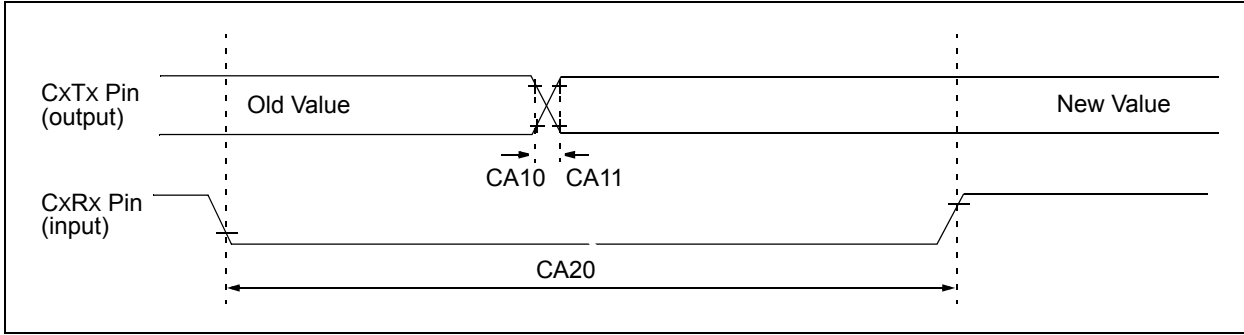 CxTx Pin
(output)
Old Value
New Value
CA10 CA11
CxRx Pin
(input)
CA20